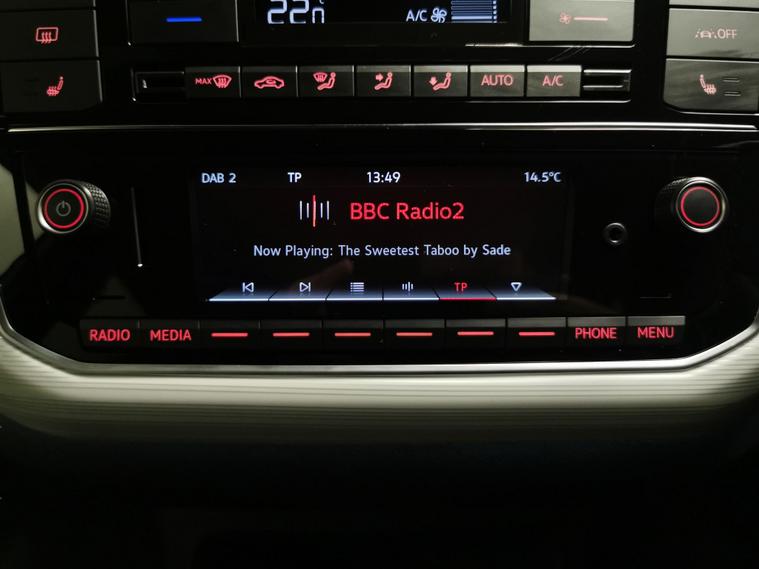 A/C
OFF
MAX
AUTO
A/C
DAB 2 TP 13:49 14.5°C
BBC Radio2
Now Playing: The Sweetest Taboo by Sade
TP
RADIO MEDIA PHONE MENU